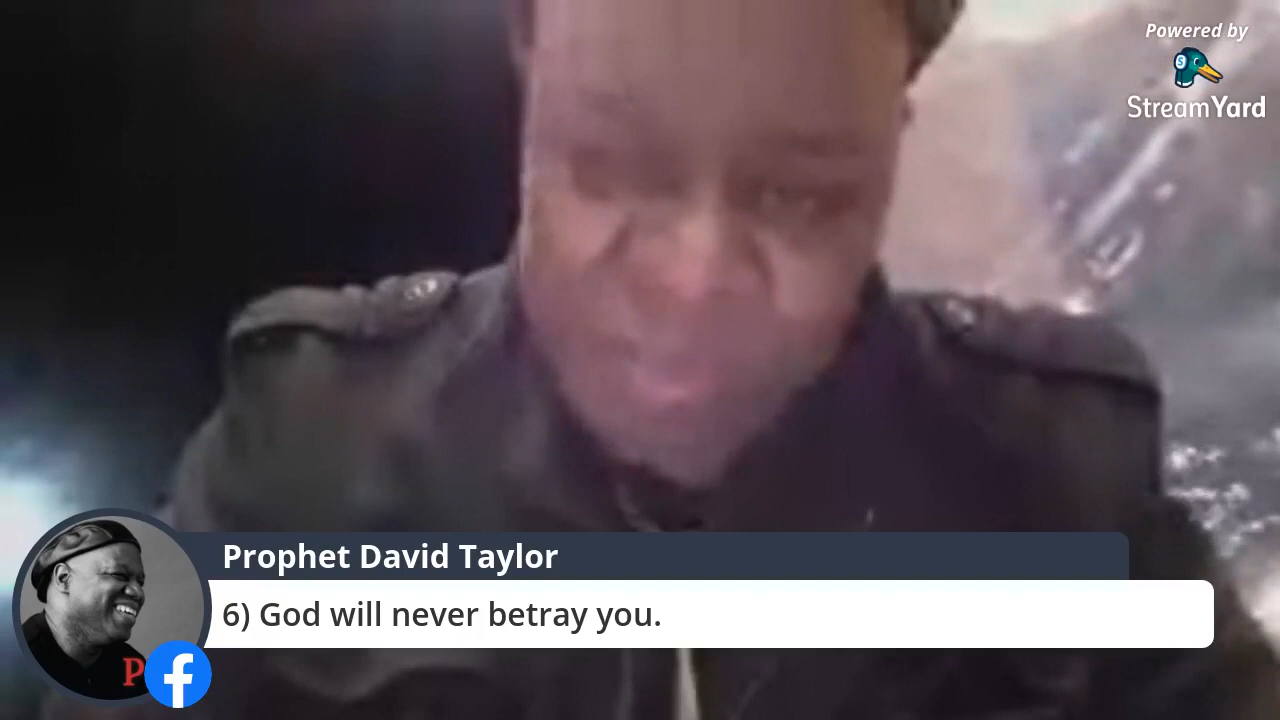 Powered by
StreamYard
Prophet David Taylor
6) God will never betray you.
P